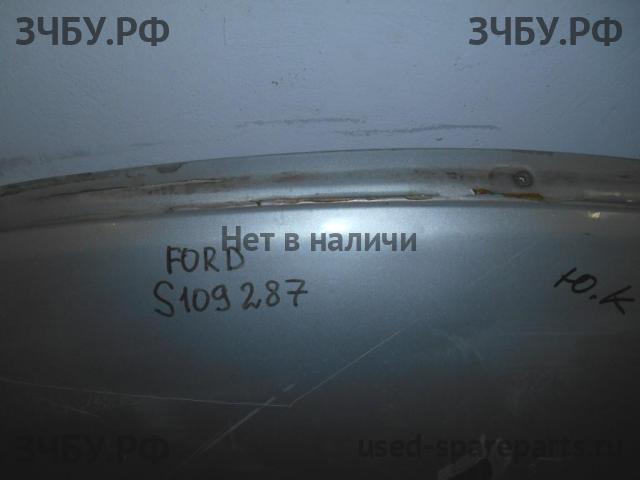 ЗЧБУ.РФ ЗЧБУ.РФ
Нет в наличи
FORD
S109287
Ю.К
ЗЧБУ.РФ used-spareparts.ru